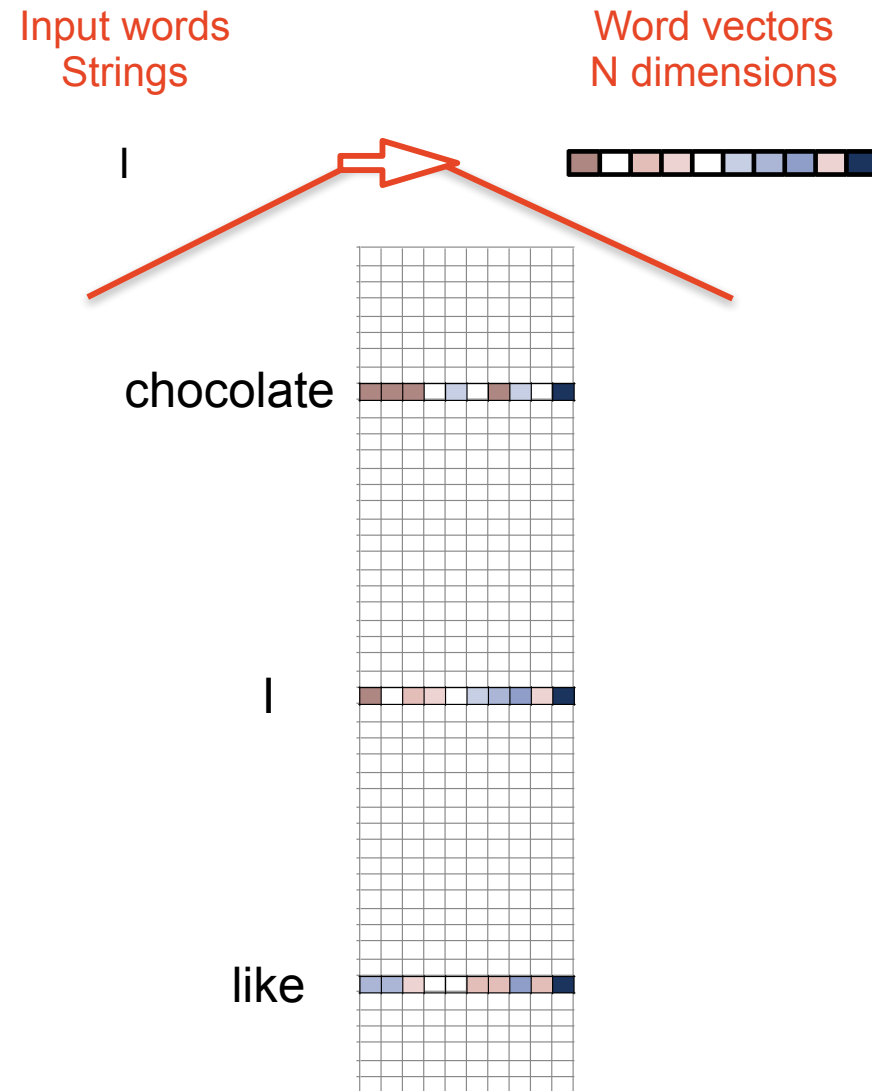 Input words
Strings
Word vectors
N dimensions
I
chocolate
I
like